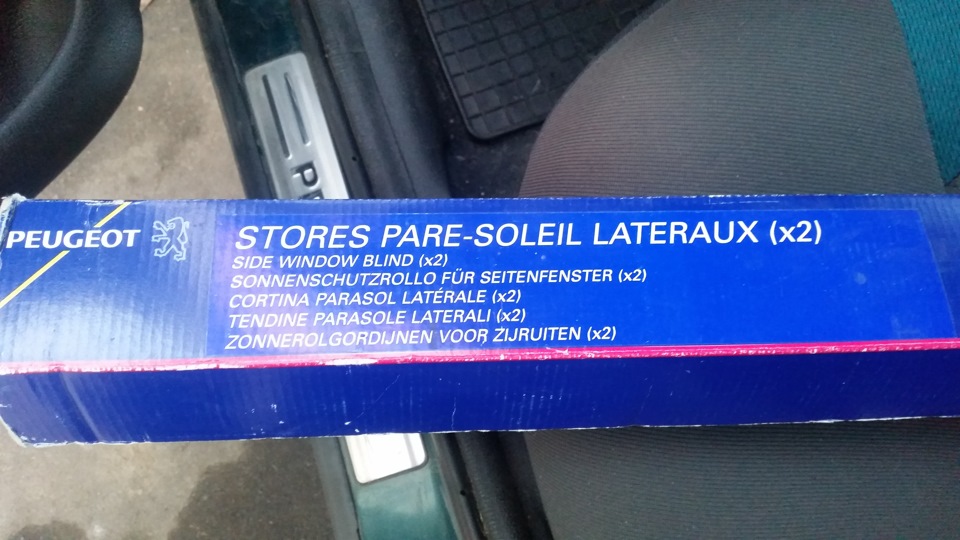 PEUGEOT
STORES PARE-SOLEIL LATERAUX (x2)
SIDE WINDOW BLIND (x2)
SONNENSCHUTZROLLO FÜR SEITENFENSTER (x2)
CORTINA PARASOL LATÉRALE (x2)
TENDINE PARASOLE LATERALI (x2)
ZONNEROLGORDIJNEN VOOR ZIJRUITEN (x2)